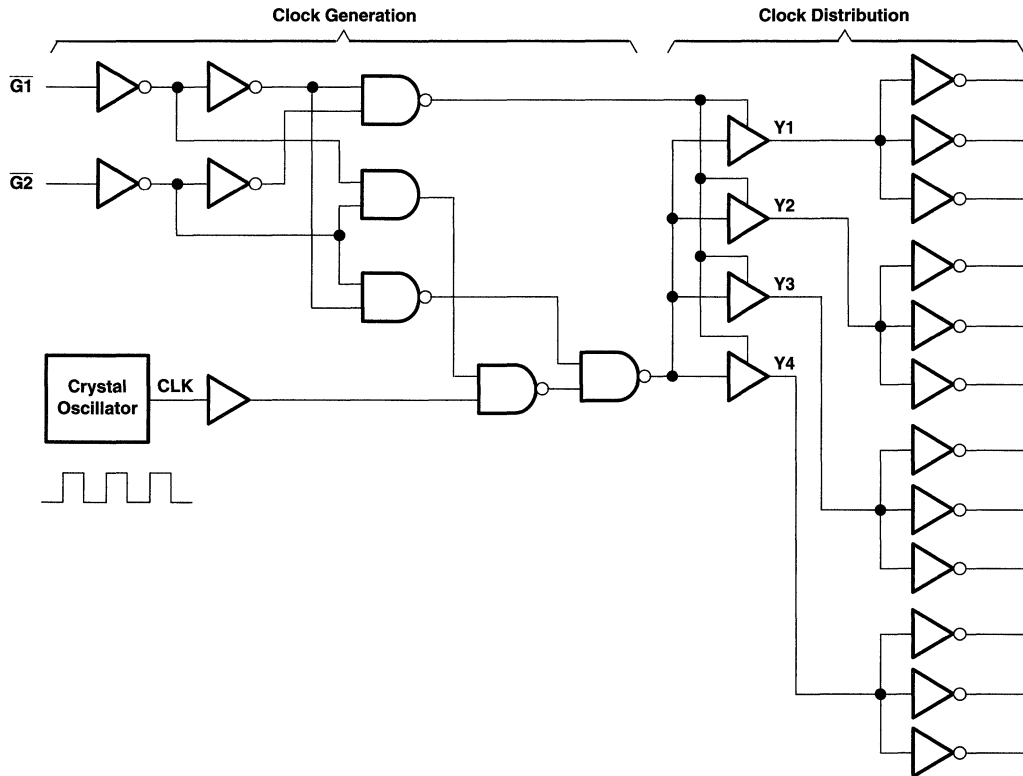 Clock Generation
Clock Distribution
G1
G2
Y1
Y2
Y3
Y4
Crystal
Oscillator
CLK